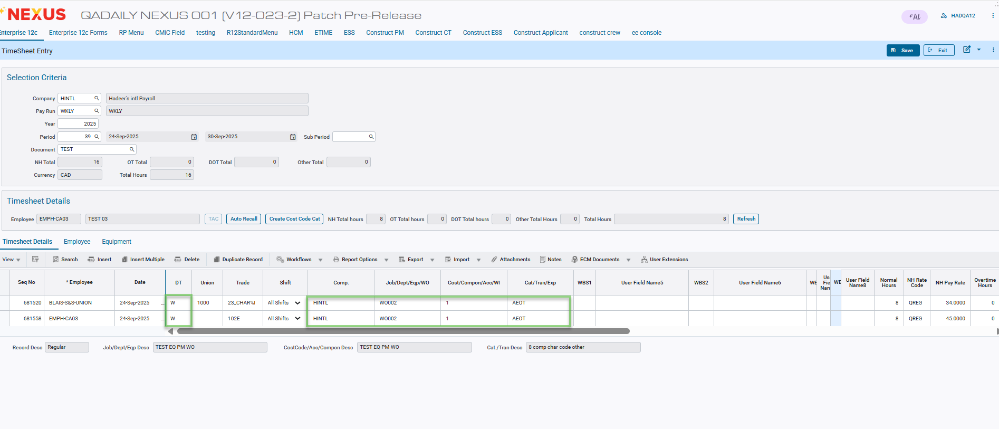 NEXUS QADAILY NEXUS 001 (V12-023-2) Patch Pre-Release AI HADQA12
Enterprise 12c Enterprise 12c Forms RP Menu CMiC Field testing R12StandardMenu HCM ETIME ESS Construct PM Construct CT Construct ESS Construct Applicant construct crew ee console
TimeSheet Entry Save Exit
Selection Criteria
Company HINTL Hadeer's intl Payroll
Pay Run WKLY WKLY
Year 2025
Period 39 24-Sep-2025 30-Sep-2025 Sub Period
Document TEST
NH Total 16 OT Total 0 DOT Total 0 Other Total 0
Currency CAD Total Hours 16
Timesheet Details
Employee EMPH-CA03 TEST 03 TAC Auto Recall Create Cost Code Cat NH Total hours 8 OT Total hours 0 DOT Total hours 0 Other Total Hours 0 Total Hours 8 Refresh
Timesheet Details Employee Equipment
View Search Insert Insert Multiple Delete Duplicate Record Workflows Report Options Export Import Attachments Notes ECM Documents User Extensions
Seq No * Employee Date DT Union Trade Shift Comp. Job/Dept/Eqp/WO Cost/Compon/Acc/WI Cat/Tran/Exp WBS1 User Field Name5 WBS2 User Field Name6 User Field Name8 Normal Hours NH Rate Code NH Pay Rate Overtime Hours
681520 BLAIS-S&S-UNION 24-Sep-2025 ... W 1000 23_CHAR%I All Shifts HINTL WO002 1 AEOT 8 QREG 34.0000 0
681558 EMPH-CA03 24-Sep-2025 ... W 102E All Shifts HINTL WO002 1 AEOT 8 QREG 45.0000 0
Record Desc Regular Job/Dept/Eqp Desc TEST EQ PM WO CostCode/Acc/Compon Desc TEST EQ PM WO Cat./Tran Desc 8 comp char code other